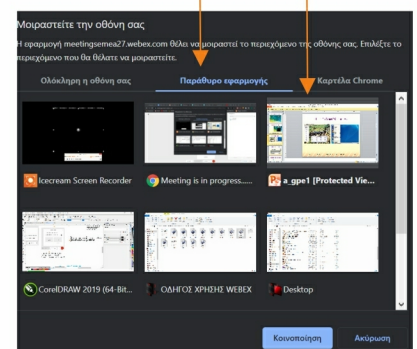 Μοιραστείτε την οθόνη σας
Η εφαρμογή meetingsemea27.webex.com θέλει να μοιραστεί το περιεχόμενο της οθόνης σας. Επιλέξτε το
περιεχόμενο που θα θέλατε να μοιραστείτε.
Ολόκληρη η οθόνη σας
Παράθυρο εφαρμογής
Καρτέλα Chrome
Icecream Screen Recorder
Meeting is in progress......
a_gpe1 [Protected Vie...
CorelDRAW 2019 (64-Bit...
ΟΔΗΓΟΣ ΧΡΗΣΗΣ WEBEX
Desktop
Κοινοποίηση
Ακύρωση